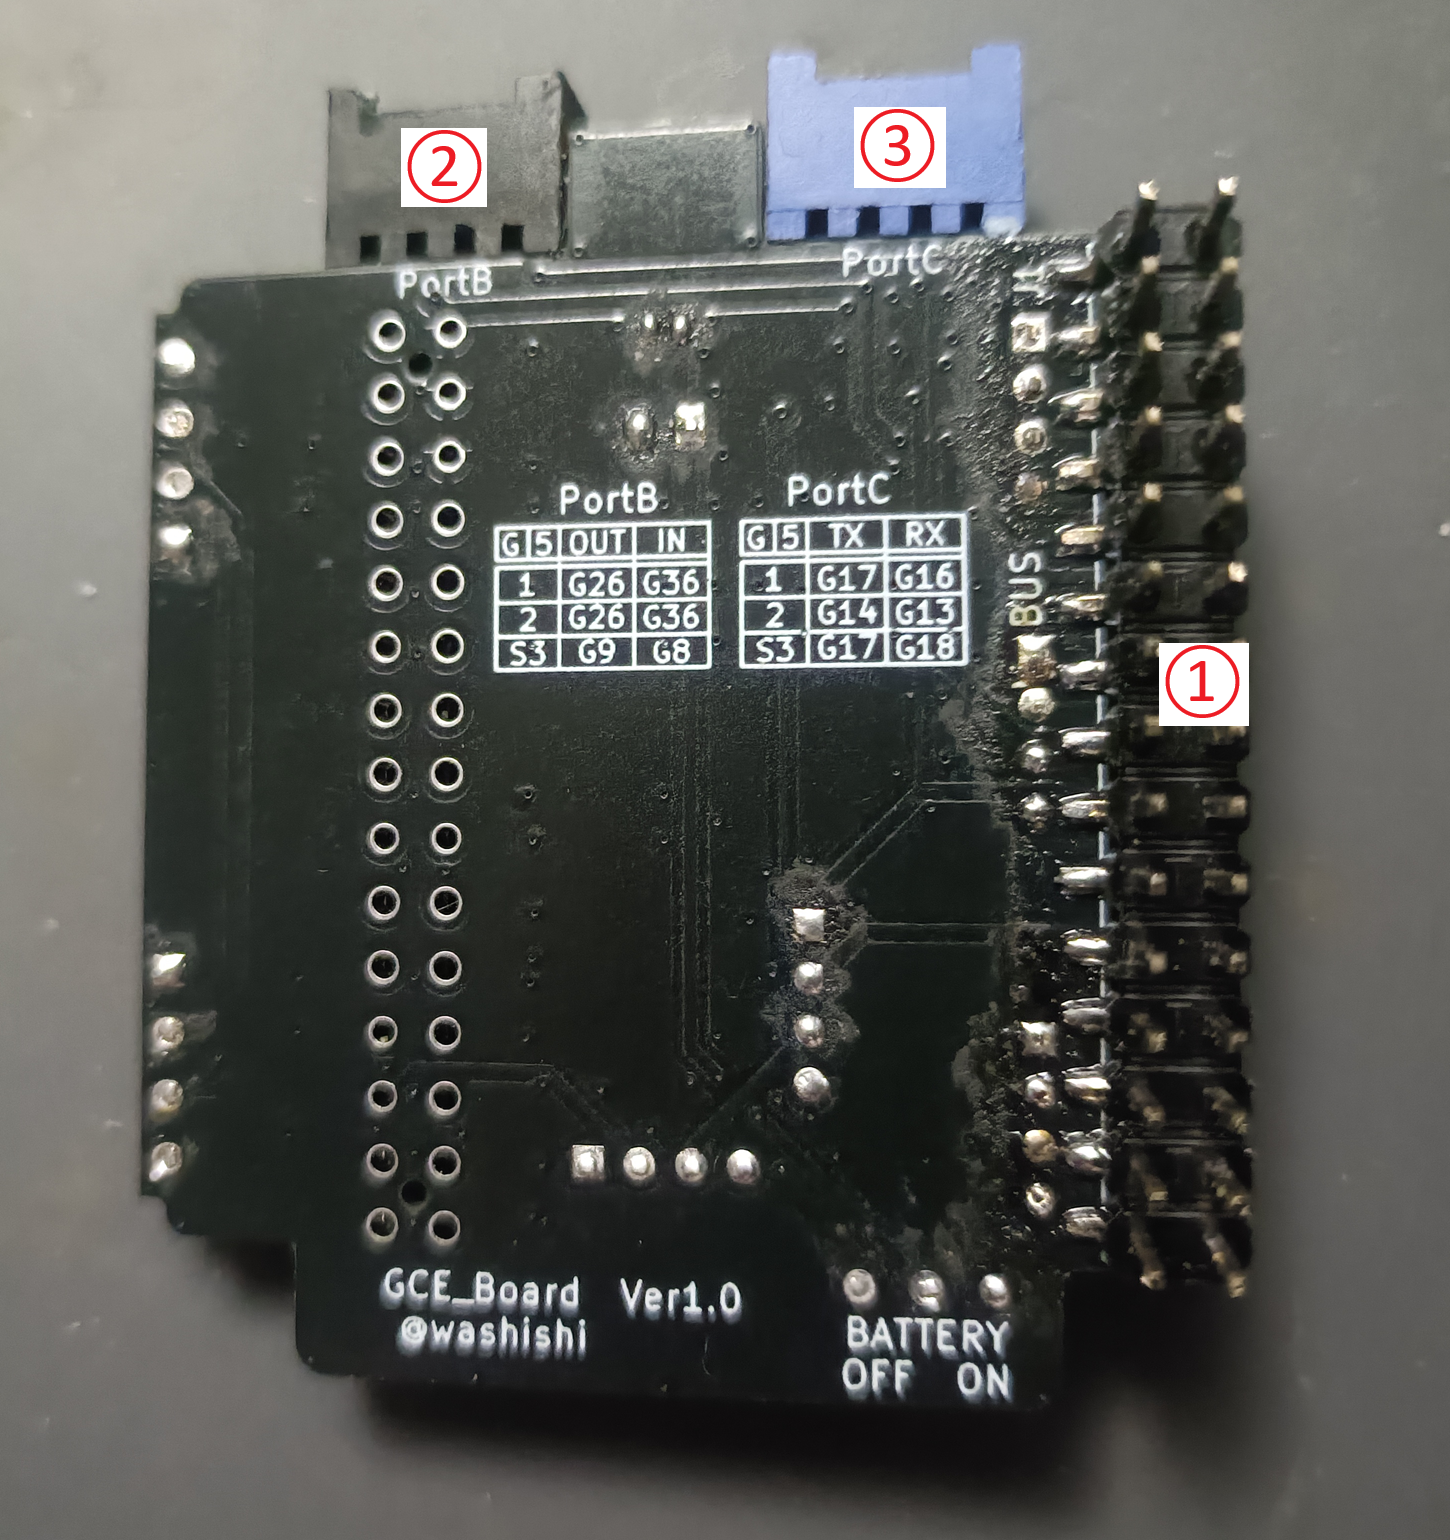 ②
③
①
PortB
PortC
J1
PortB
G 5 OUT IN
1 G26 G36
2 G26 G36
S3 G9 G8
PortC
G 5 TX RX
1 G17 G16
2 G14 G13
S3 G17 G18
BUS
GCE_Board Ver1.0
@washishi
BATTERY
OFF ON